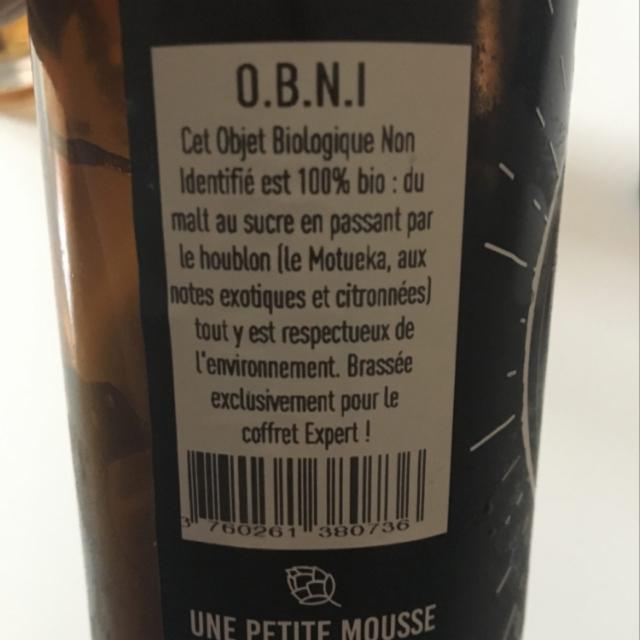 O.B.N.I
Cet Objet Biologique Non
Identifié est 100% bio : du
malt au sucre en passant par
le houblon (le Motueka, aux
notes exotiques et citronnées)
tout y est respectueux de
l'environnement. Brassée
exclusivement pour le
coffret Expert !
3 760261 380736
UNE PETITE MOUSSE